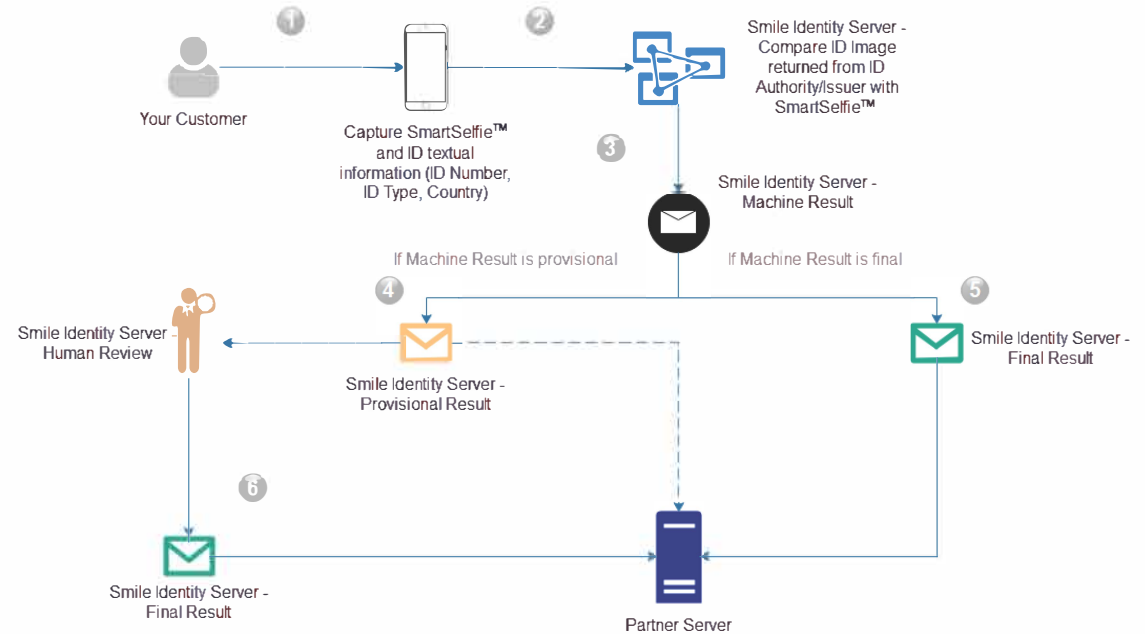 1
2
Smile Identity Server -
Compare ID Image
returned from ID
Authority/Issuer with
SmartSelfie™
Your Customer
Capture SmartSelfie™
and ID textual
information (ID Number,
ID Type, Country)
3
Smile Identity Server -
Machine Result
If Machine Result is provisional
If Machine Result is final
4
5
Smile Identity Server -
Human Review
Smile Identity Server -
Final Result
Smile Identity Server -
Provisional Result
6
Smile Identity Server -
Final Result
Partner Server